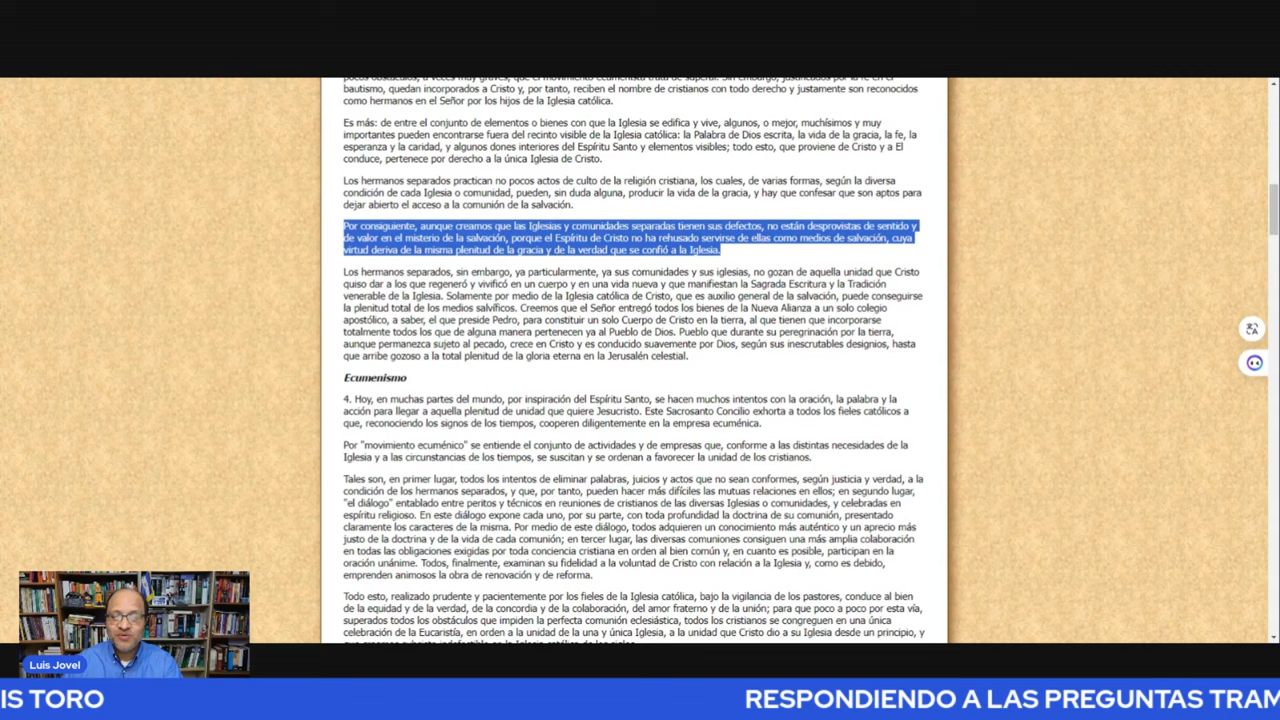 pocos obstáculos, a veces muy graves, que el movimiento ecumenista trata de superar. Sin embargo, justificados por la fe en el
bautismo, quedan incorporados a Cristo y, por tanto, reciben el nombre de cristianos con todo derecho y justamente son reconocidos
como hermanos en el Señor por los hijos de la Iglesia católica.
Es más: de entre el conjunto de elementos o bienes con que la Iglesia se edifica y vive, algunos, o mejor, muchísimos y muy
importantes pueden encontrarse fuera del recinto visible de la Iglesia católica: la Palabra de Dios escrita, la vida de la gracia, la fe, la
esperanza y la caridad, y algunos dones interiores del Espíritu Santo y elementos visibles; todo esto, que proviene de Cristo y a El
conduce, pertenece por derecho a la única Iglesia de Cristo.
Los hermanos separados practican no pocos actos de culto de la religión cristiana, los cuales, de varias formas, según la diversa
condición de cada Iglesia o comunidad, pueden, sin duda alguna, producir la vida de la gracia, y hay que confesar que son aptos para
dejar abierto el acceso a la comunión de la salvación.
Por consiguiente, aunque creamos que las Iglesias y comunidades separadas tienen sus defectos, no están desprovistas de sentido y
de valor en el misterio de la salvación, porque el Espíritu de Cristo no ha rehusado servirse de ellas como medios de salvación, cuya
virtud deriva de la misma plenitud de la gracia y de la verdad que se confió a la Iglesia.
Los hermanos separados, sin embargo, ya particularmente, ya sus comunidades y sus iglesias, no gozan de aquella unidad que Cristo
quiso dar a los que regeneró y vivificó en un cuerpo y en una vida nueva y que manifiestan la Sagrada Escritura y la Tradición
venerable de la Iglesia. Solamente por medio de la Iglesia católica de Cristo, que es auxilio general de la salvación, puede conseguirse
la plenitud total de los medios salvíficos. Creemos que el Señor entregó todos los bienes de la Nueva Alianza a un solo colegio
apostólico, a saber, el que preside Pedro, para constituir un solo Cuerpo de Cristo en la tierra, al que tienen que incorporarse
totalmente todos los que de alguna manera pertenecen ya al Pueblo de Dios. Pueblo que durante su peregrinación por la tierra,
aunque permanezca sujeto al pecado, crece en Cristo y es conducido suavemente por Dios, según sus inescrutables designios, hasta
que arribe gozoso a la total plenitud de la gloria eterna en la Jerusalén celestial.
Ecumenismo
4. Hoy, en muchas partes del mundo, por inspiración del Espíritu Santo, se hacen muchos intentos con la oración, la palabra y la
acción para llegar a aquella plenitud de unidad que quiere Jesucristo. Este Sacrosanto Concilio exhorta a todos los fieles católicos a
que, reconociendo los signos de los tiempos, cooperen diligentemente en la empresa ecuménica.
Por "movimiento ecuménico" se entiende el conjunto de actividades y de empresas que, conforme a las distintas necesidades de la
Iglesia y a las circunstancias de los tiempos, se suscitan y se ordenan a favorecer la unidad de los cristianos.
Tales son, en primer lugar, todos los intentos de eliminar palabras, juicios y actos que no sean conformes, según justicia y verdad, a la
condición de los hermanos separados, y que, por tanto, pueden hacer más difíciles las mutuas relaciones en ellos; en segundo lugar,
"el diálogo" entablado entre peritos y técnicos en reuniones de cristianos de las diversas Iglesias o comunidades, y celebradas en
espíritu religioso. En este diálogo expone cada uno, por su parte, con toda profundidad la doctrina de su comunión, presentado
claramente los caracteres de la misma. Por medio de este diálogo, todos adquieren un conocimiento más auténtico y un aprecio más
justo de la doctrina y de la vida de cada comunión; en tercer lugar, las diversas comuniones consiguen una más amplia colaboración
en todas las obligaciones exigidas por toda conciencia cristiana en orden al bien común y, en cuanto es posible, participan en la
oración unánime. Todos, finalmente, examinan su fidelidad a la voluntad de Cristo con relación a la Iglesia y, como es debido,
emprenden animosos la obra de renovación y de reforma.
Todo esto, realizado prudente y pacientemente por los fieles de la Iglesia católica, bajo la vigilancia de los pastores, conduce al bien
de la equidad y de la verdad, de la concordia y de la colaboración, del amor fraterno y de la unión; para que poco a poco por esta vía,
superados todos los obstáculos que impiden la perfecta comunión eclesiástica, todos los cristianos se congreguen en una única
celebración de la Eucaristía, en orden a la unidad de la una y única Iglesia, a la unidad que Cristo dio a su Iglesia desde un principio, y
Luis Jovel
IS TORO
RESPONDIENDO A LAS PREGUNTAS TRAM